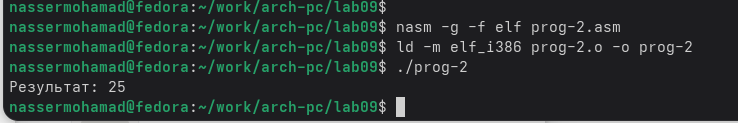 nassermohamad@fedora:~/work/arch-pc/lab09$
nassermohamad@fedora:~/work/arch-pc/lab09$ nasm -g -f elf prog-2.asm
nassermohamad@fedora:~/work/arch-pc/lab09$ ld -m elf_i386 prog-2.o -o prog-2
nassermohamad@fedora:~/work/arch-pc/lab09$ ./prog-2
Результат: 25
nassermohamad@fedora:~/work/arch-pc/lab09$